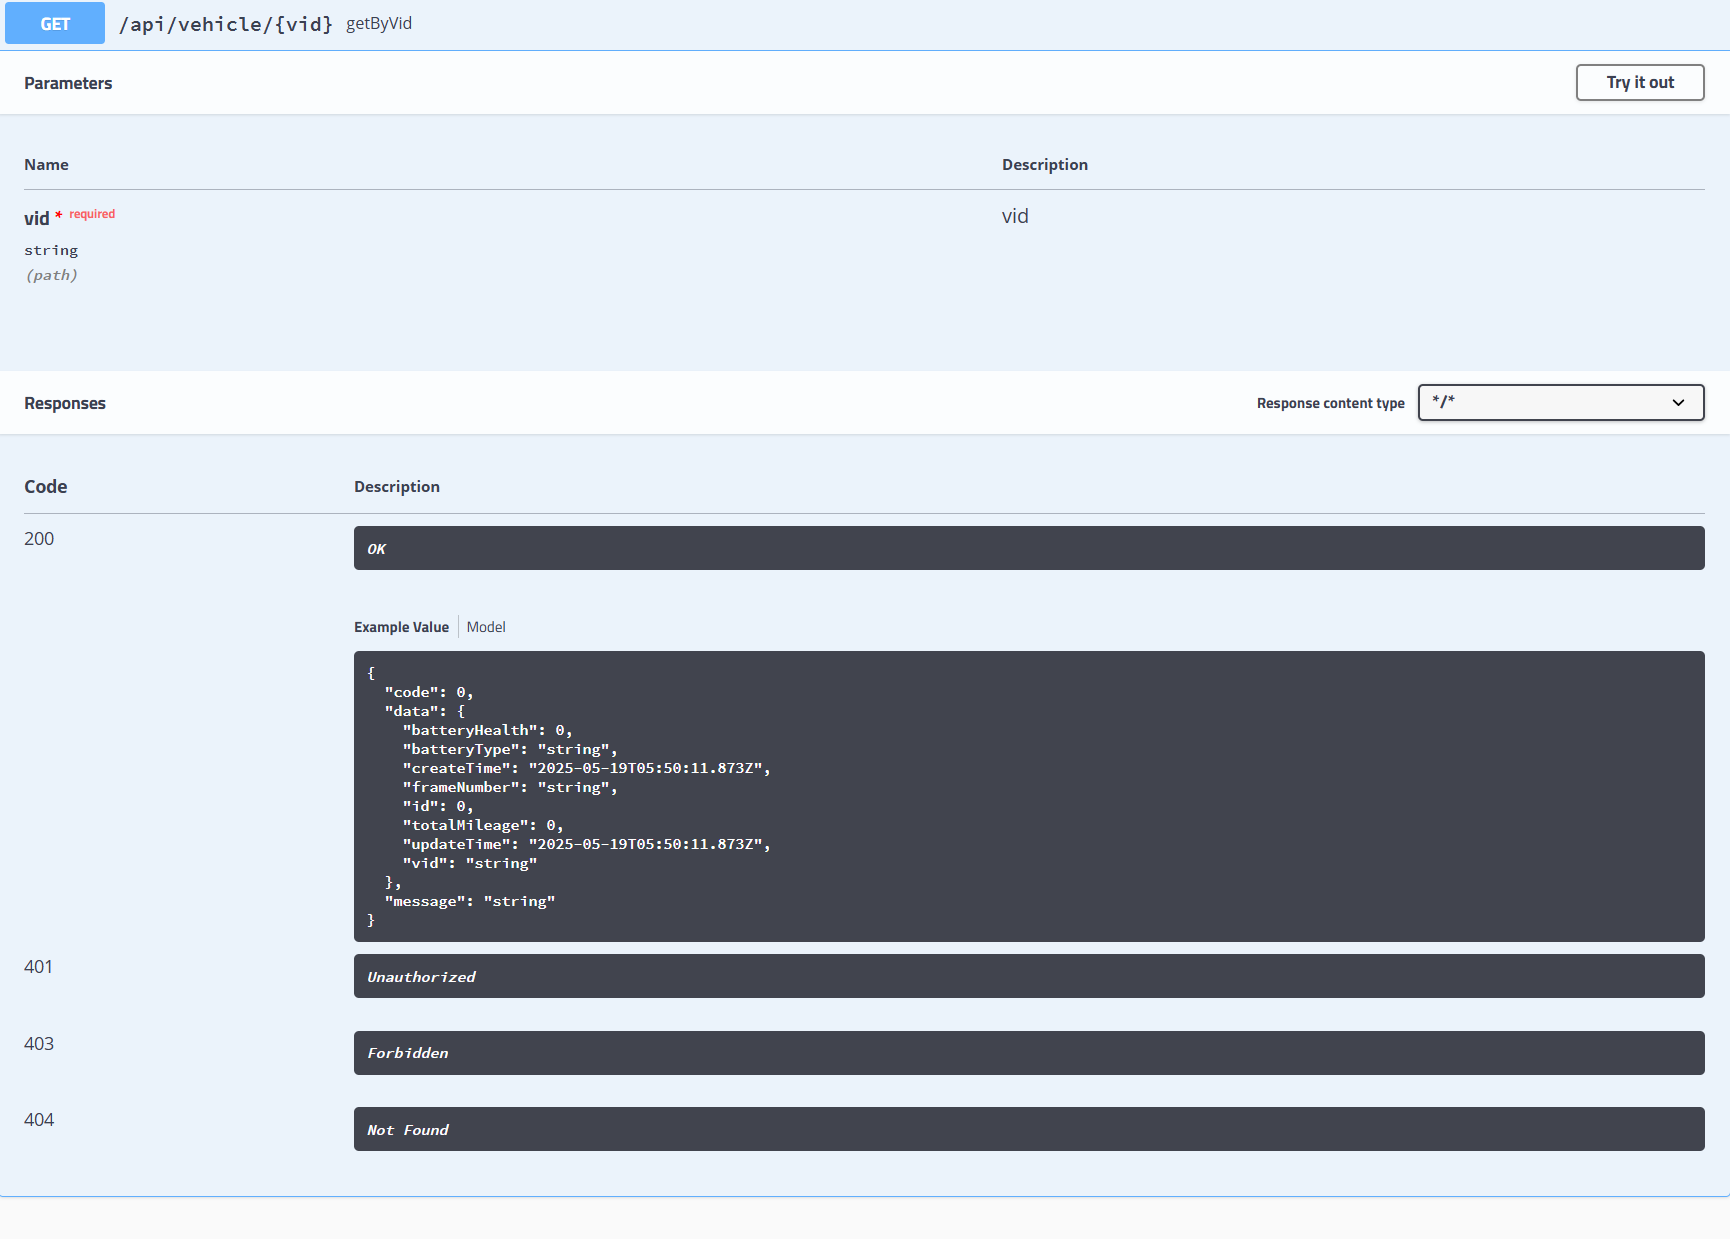 GET /api/vehicle/{vid} getByVid
Parameters
Try it out
Name Description
vid * required vid
string
(path)
Responses
Response content type */*
Code Description
200 OK
Example Value Model
{
  "code": 0,
  "data": {
    "batteryHealth": 0,
    "batteryType": "string",
    "createTime": "2025-05-19T05:50:11.873Z",
    "frameNumber": "string",
    "id": 0,
    "totalMileage": 0,
    "updateTime": "2025-05-19T05:50:11.873Z",
    "vid": "string"
  },
  "message": "string"
}
401 Unauthorized
403 Forbidden
404 Not Found